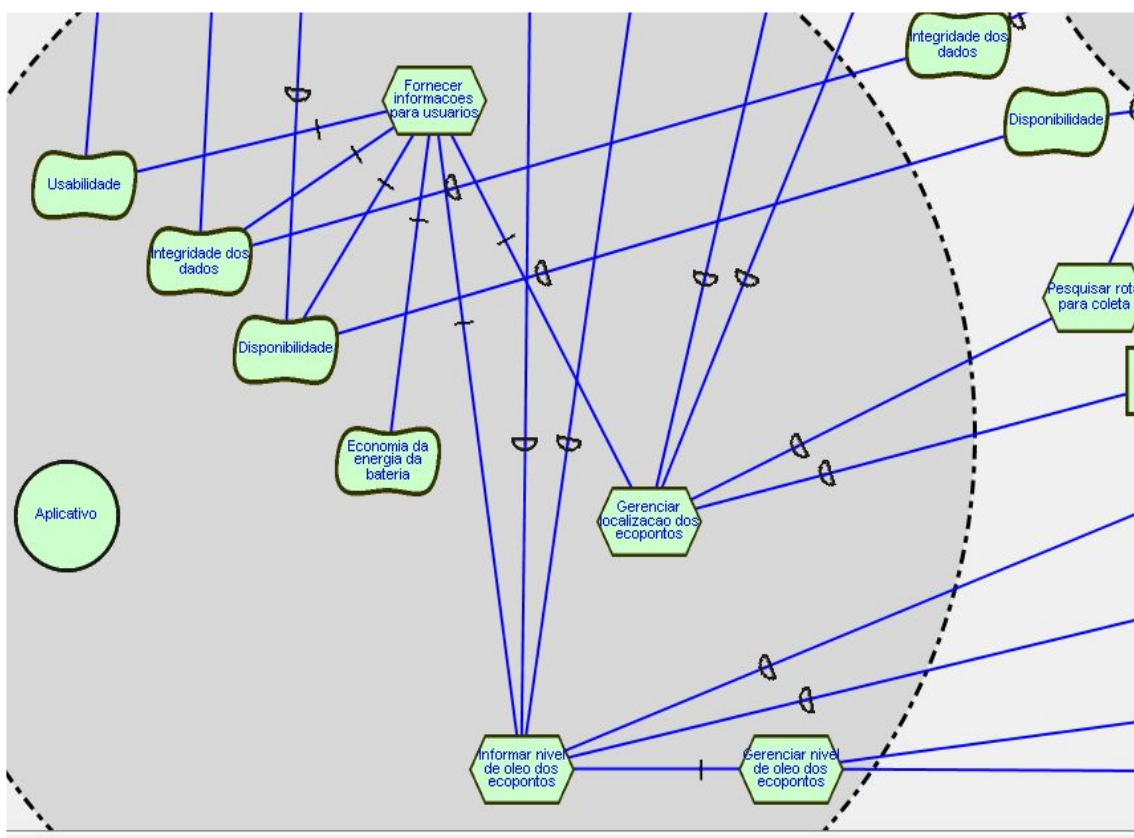 Integridade dos
dados
Fornecer
informacoes
para usuarios
Disponibilidade
Usabilidade
Integridade dos
dados
Pesquisar rota
para coleta
Disponibilidade
Economia da
energia da
bateria
Aplicativo
Gerenciar
localizacao dos
ecopontos
Informar nivel
de oleo dos
ecopontos
Gerenciar nivel
de oleo dos
ecopontos